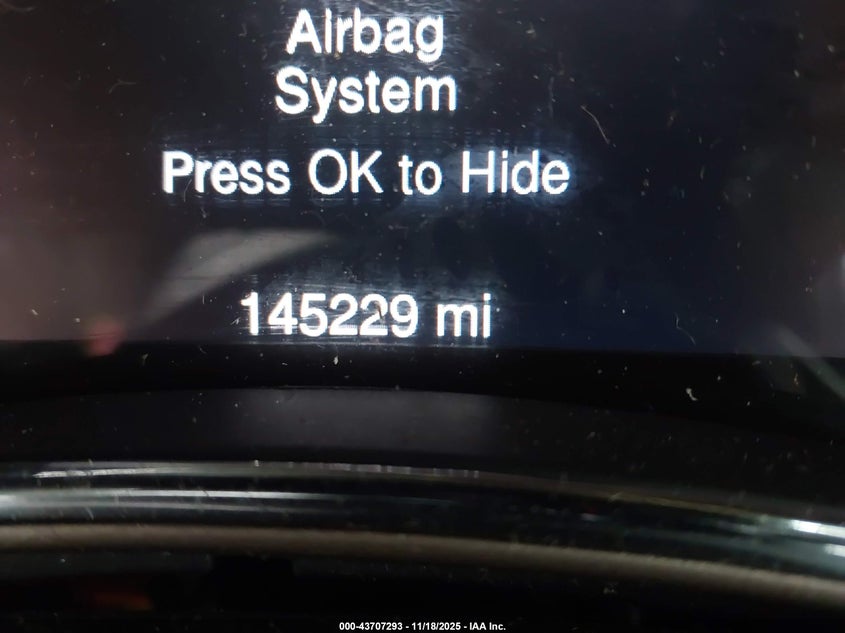 Airbag
System
Press OK to Hide
145229 mi
000-43707293 - 11/18/2025 - IAA Inc.